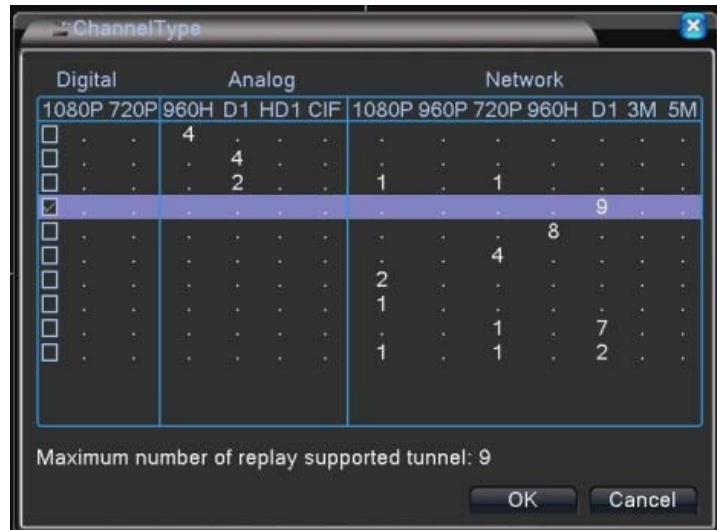 ChannelType
Digital Analog Network
1080P 720P 960H D1 HD1 CIF 1080P 960P 720P 960H D1 3M 5M
. . 4 . . . . . . . . . .
. . . 4 . . . . . . . . .
. . . 2 . . 1 . 1 . . . .
. . . . . . . . . . 9 . .
. . . . . . . . . 8 . . .
. . . . . . . . 4 . . . .
. . . . . . 2 . . . . . .
. . . . . . 1 . . . . . .
. . . . . . . . 1 . 7 . .
. . . . . . 1 . 1 . 2 . .
Maximum number of replay supported tunnel: 9
OK Cancel